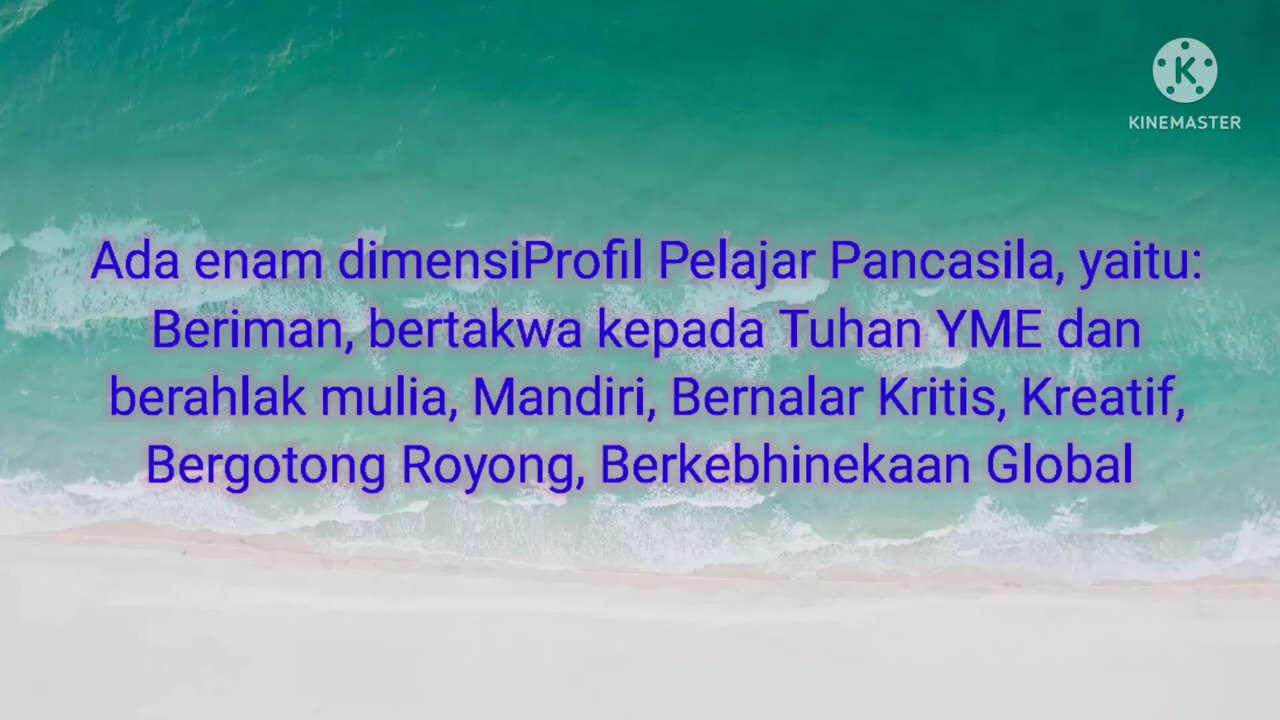 KINEMASTER
Ada enam dimensiProfil Pelajar Pancasila, yaitu:
Beriman, bertakwa kepada Tuhan YME dan
berahlak mulia, Mandiri, Bernalar Kritis, Kreatif,
Bergotong Royong, Berkebhinekaan Global